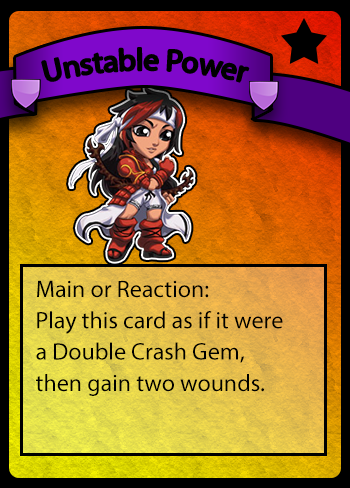 Unstable Power
Main or Reaction:
Play this card as if it were
a Double Crash Gem,
then gain two wounds.